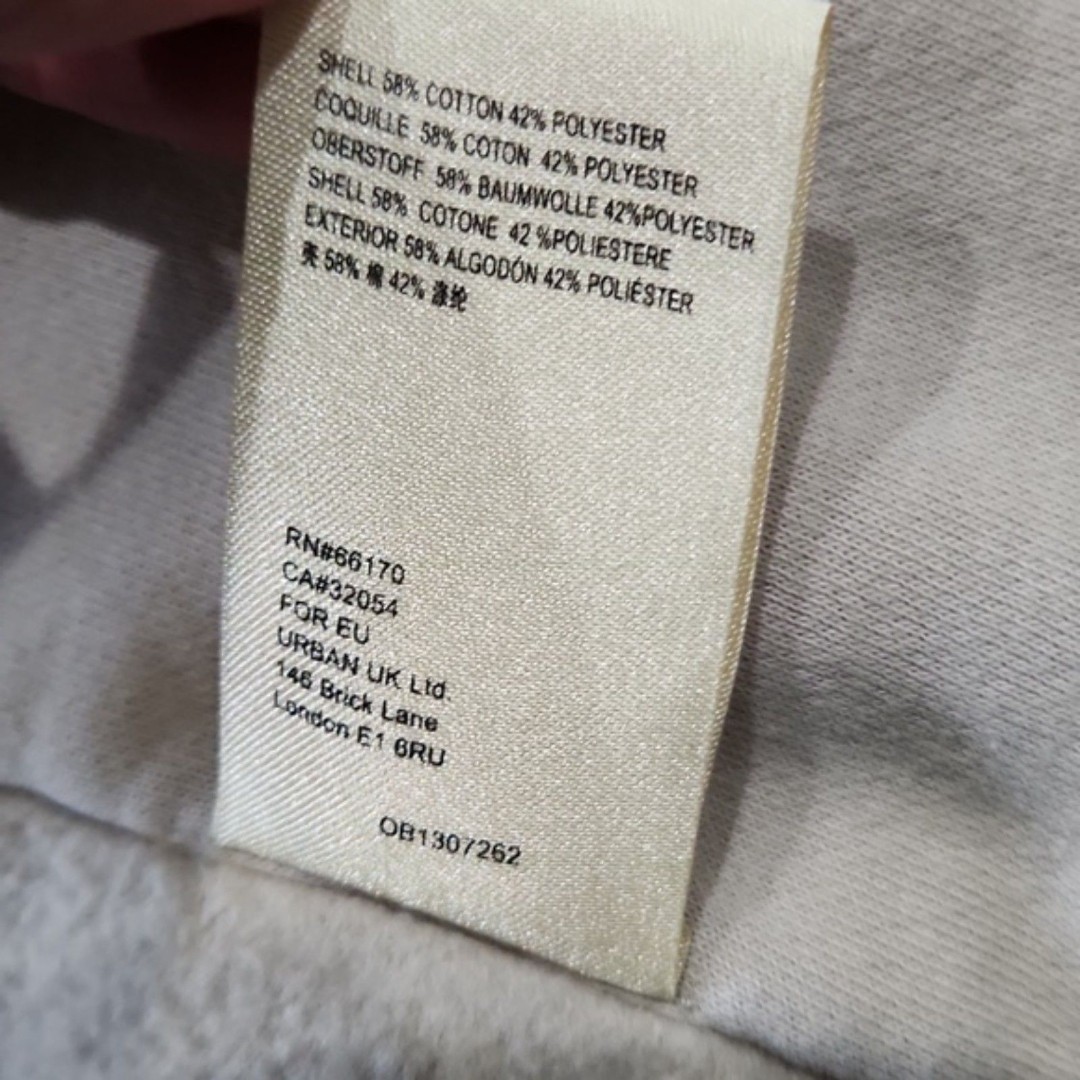 SHELL 58% COTTON 42% POLYESTER
COQUILLE 58% COTON 42% POLYESTER
OBERSTOFF 58% BAUMWOLLE 42%POLYESTER
SHELL 58% COTONE 42 %POLIESTERE
EXTERIOR 58% ALGODÓN 42% POLIÉSTER
壳 58% 棉 42% 涤纶
RN#66170
CA#32054
FOR EU
URBAN UK Ltd.
146 Brick Lane
London E1 6RU
OB1307262